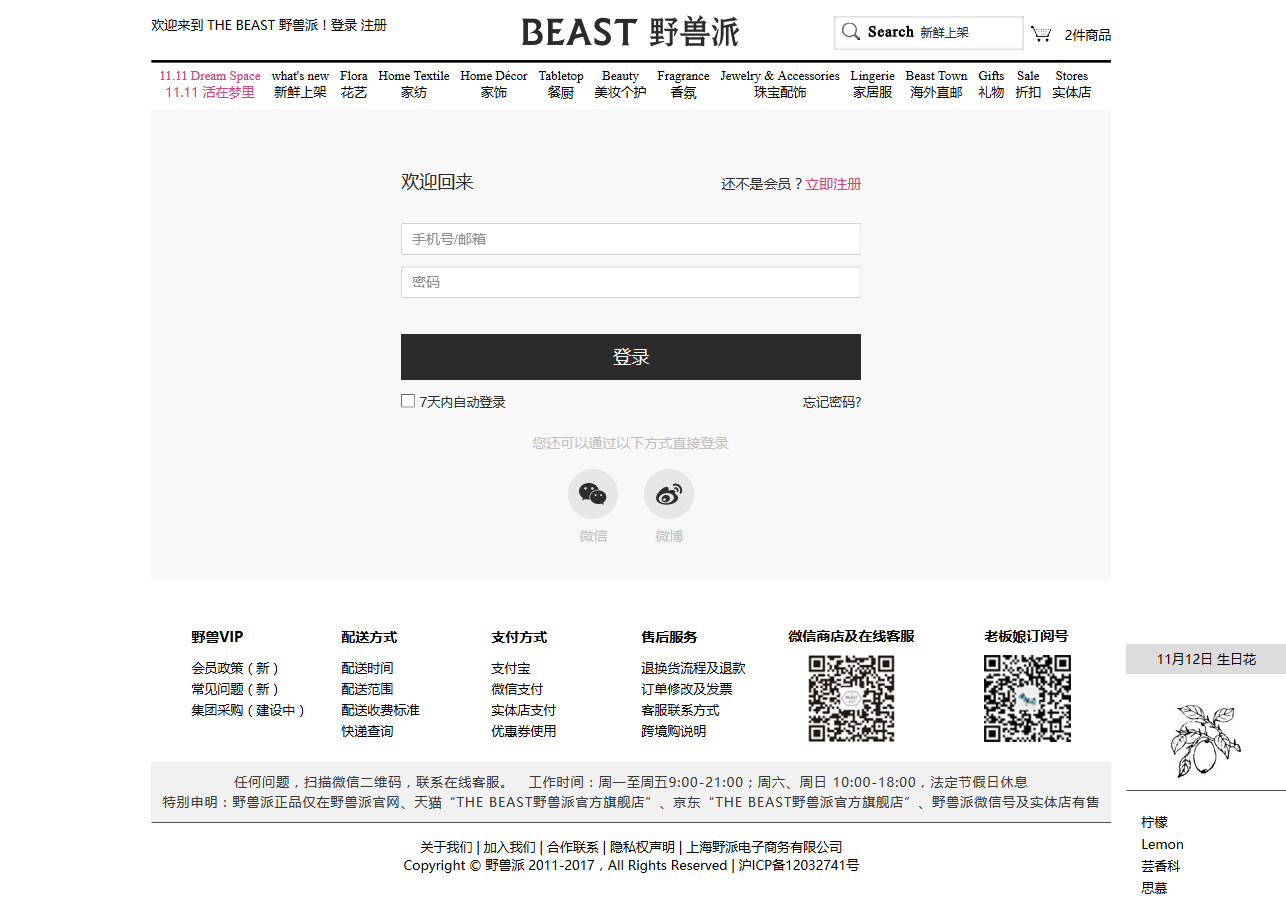 欢迎来到 THE BEAST 野兽派！登录 注册
BEAST 野兽派
Search 新鲜上架
2件商品
11.11 Dream Space what's new Flora Home Textile Home Décor Tabletop Beauty Fragrance Jewelry & Accessories Lingerie Beast Town Gifts Sale Stores
11.11 活在梦里 新鲜上架 花艺 家纺 家饰 餐厨 美妆个护 香氛 珠宝配饰 家居服 海外直邮 礼物 折扣 实体店
欢迎回来
还不是会员？立即注册
手机号/邮箱
密码
登录
7天内自动登录
忘记密码?
您还可以通过以下方式直接登录
微信 微博
野兽VIP
会员政策（新）
常见问题（新）
集团采购（建设中）
配送方式
配送时间
配送范围
配送收费标准
快递查询
支付方式
支付宝
微信支付
实体店支付
优惠券使用
售后服务
退换货流程及退款
订单修改及发票
客服联系方式
跨境购说明
微信商店及在线客服
老板娘订阅号
任何问题，扫描微信二维码，联系在线客服。 工作时间：周一至周五9:00-21:00；周六、周日 10:00-18:00，法定节假日休息
特别申明：野兽派正品仅在野兽派官网、天猫“THE BEAST野兽派官方旗舰店”、京东“THE BEAST野兽派官方旗舰店”、野兽派微信号及实体店有售
关于我们 | 加入我们 | 合作联系 | 隐私权声明 | 上海野派电子商务有限公司
Copyright © 野兽派 2011-2017，All Rights Reserved | 沪ICP备12032741号
11月12日 生日花
柠檬
Lemon
芸香科
思慕